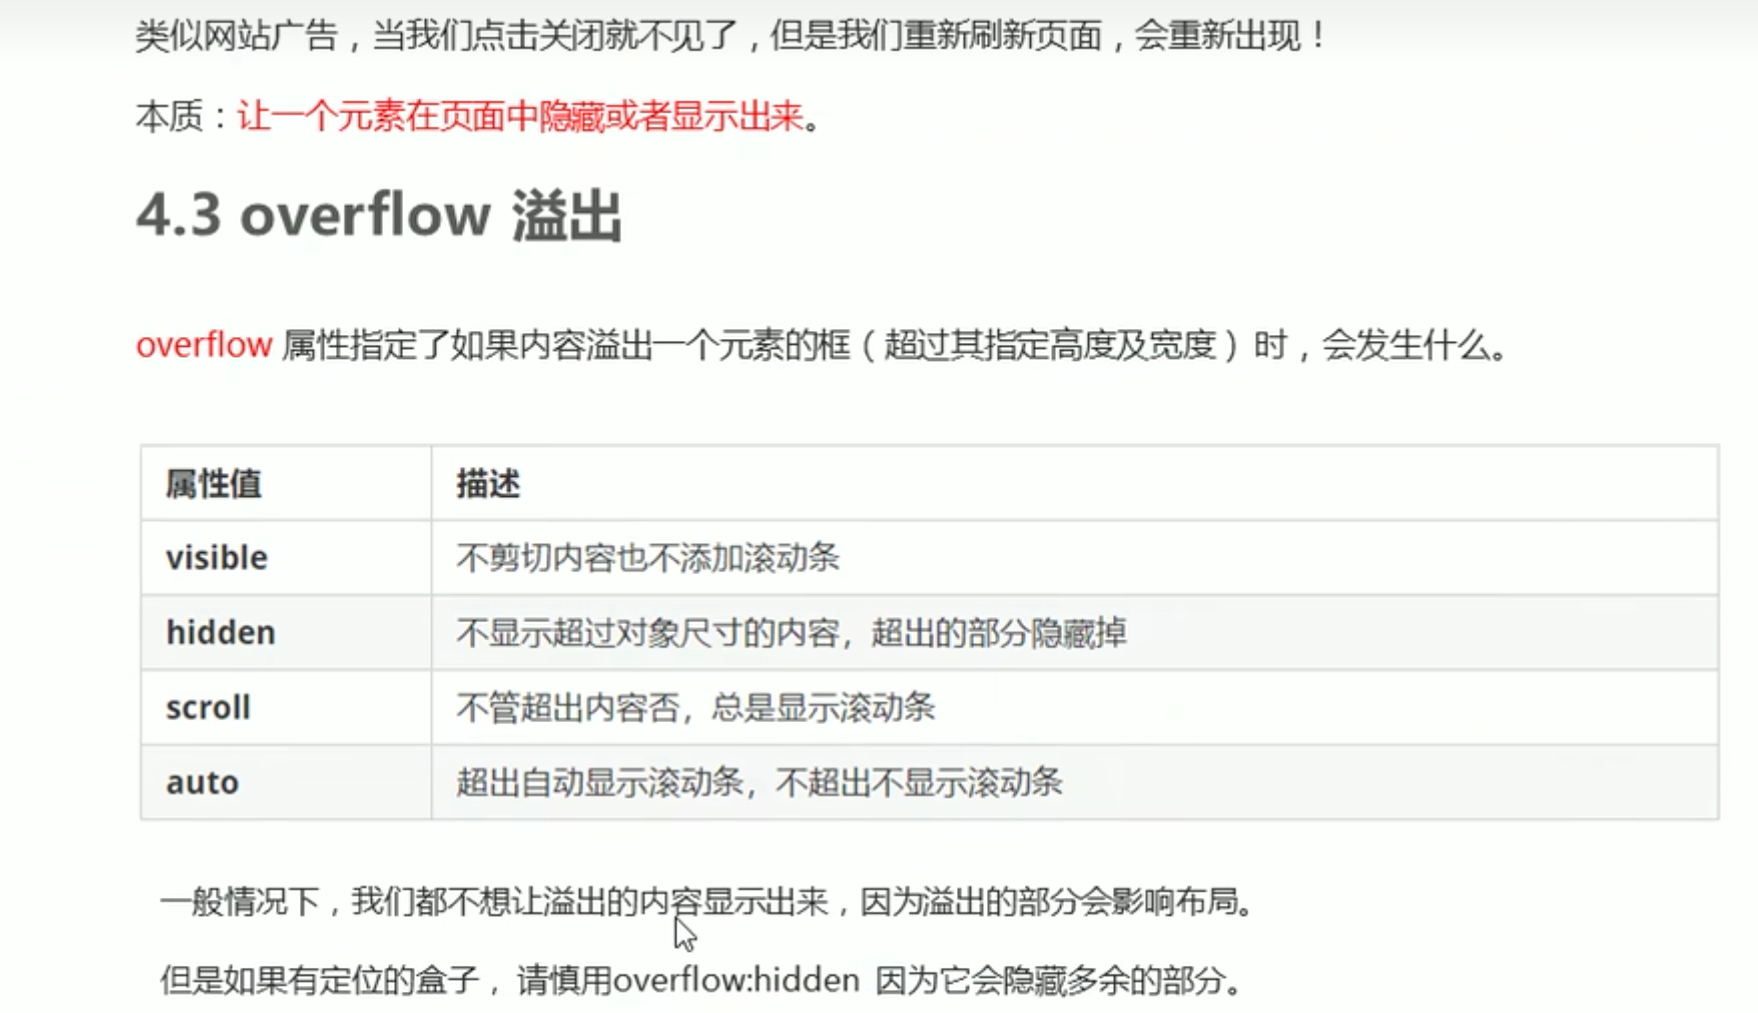 类似网站广告，当我们点击关闭就不见了，但是我们重新刷新页面，会重新出现！
本质：让一个元素在页面中隐藏或者显示出来。
4.3 overflow 溢出
overflow 属性指定了如果内容溢出一个元素的框（超过其指定高度及宽度）时，会发生什么。
属性值 描述
visible 不剪切内容也不添加滚动条
hidden 不显示超过对象尺寸的内容，超出的部分隐藏掉
scroll 不管超出内容否，总是显示滚动条
auto 超出自动显示滚动条，不超出不显示滚动条
一般情况下，我们都不想让溢出的内容显示出来，因为溢出的部分会影响布局。
但是如果有定位的盒子，请慎用overflow:hidden 因为它会隐藏多余的部分。